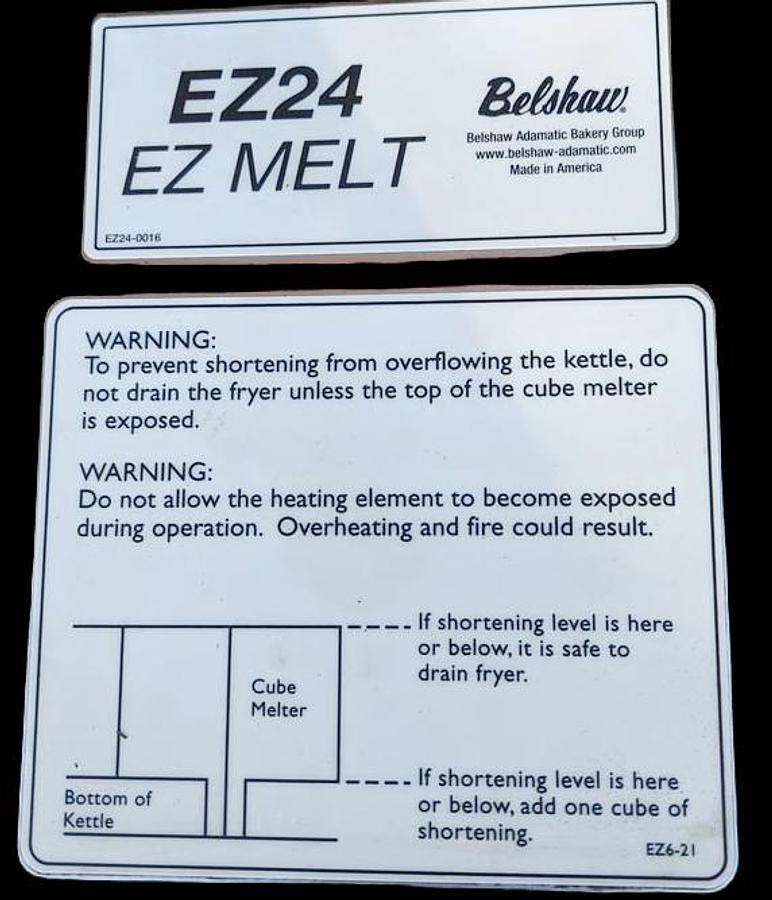 EZ24
EZ MELT
Belshaw®
Belshaw Adamatic Bakery Group
www.belshaw-adamatic.com
Made in America
EZ24-0016
WARNING:
To prevent shortening from overflowing the kettle, do
not drain the fryer unless the top of the cube melter
is exposed.
WARNING:
Do not allow the heating element to become exposed
during operation. Overheating and fire could result.
If shortening level is here
or below, it is safe to
drain fryer.
Cube
Melter
If shortening level is here
or below, add one cube of
shortening.
Bottom of
Kettle
EZ6-21